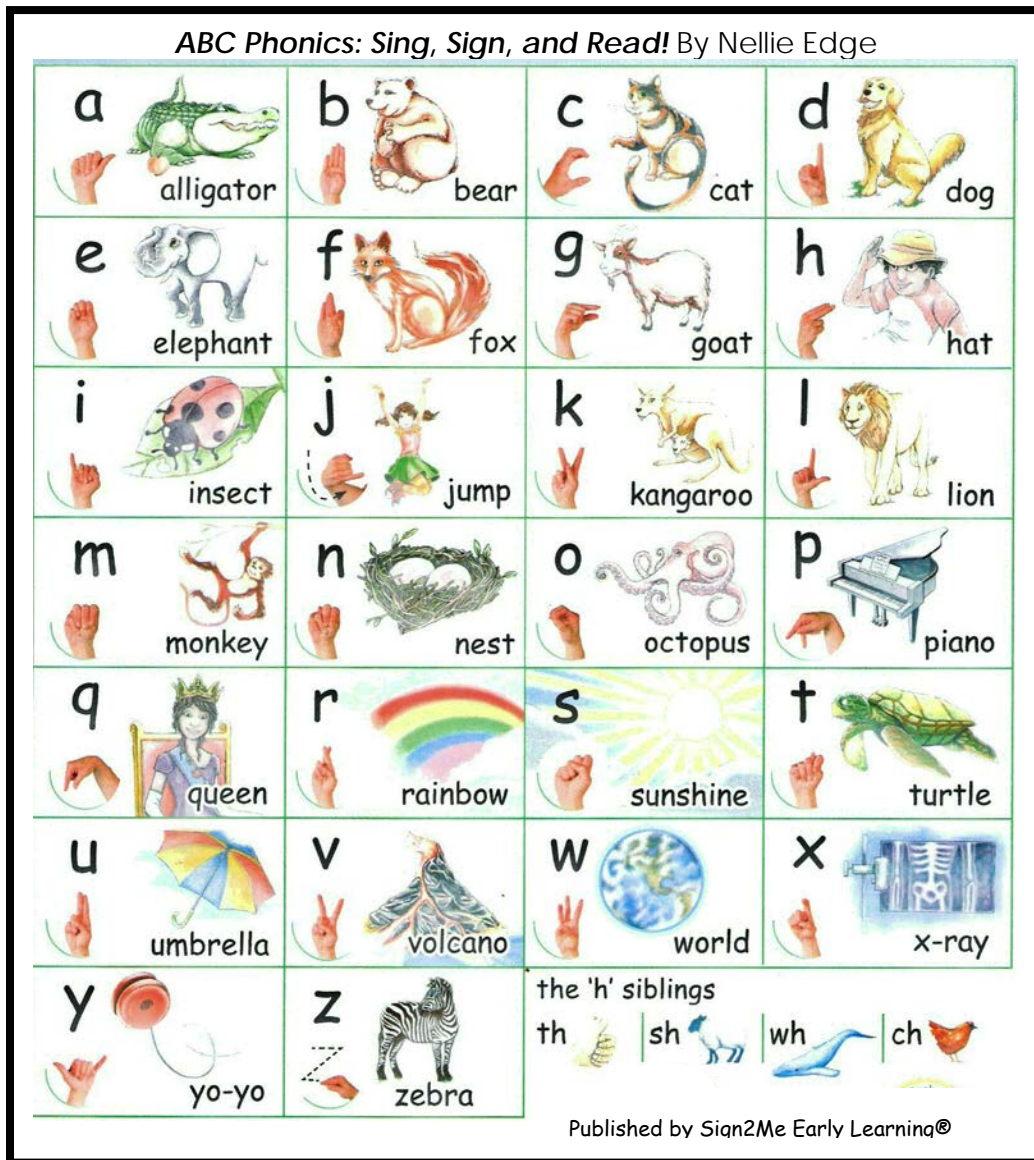 ABC Phonics: Sing, Sign, and Read! By Nellie Edge
a
alligator
b
bear
c
cat
d
dog
e
elephant
f
fox
g
goat
h
hat
i
insect
j
jump
k
kangaroo
l
lion
m
monkey
n
nest
o
octopus
p
piano
q
queen
r
rainbow
s
sunshine
t
turtle
u
umbrella
v
volcano
w
world
x
x-ray
y
yo-yo
z
zebra
the 'h' siblings
th sh wh ch
Published by Sign2Me Early Learning®